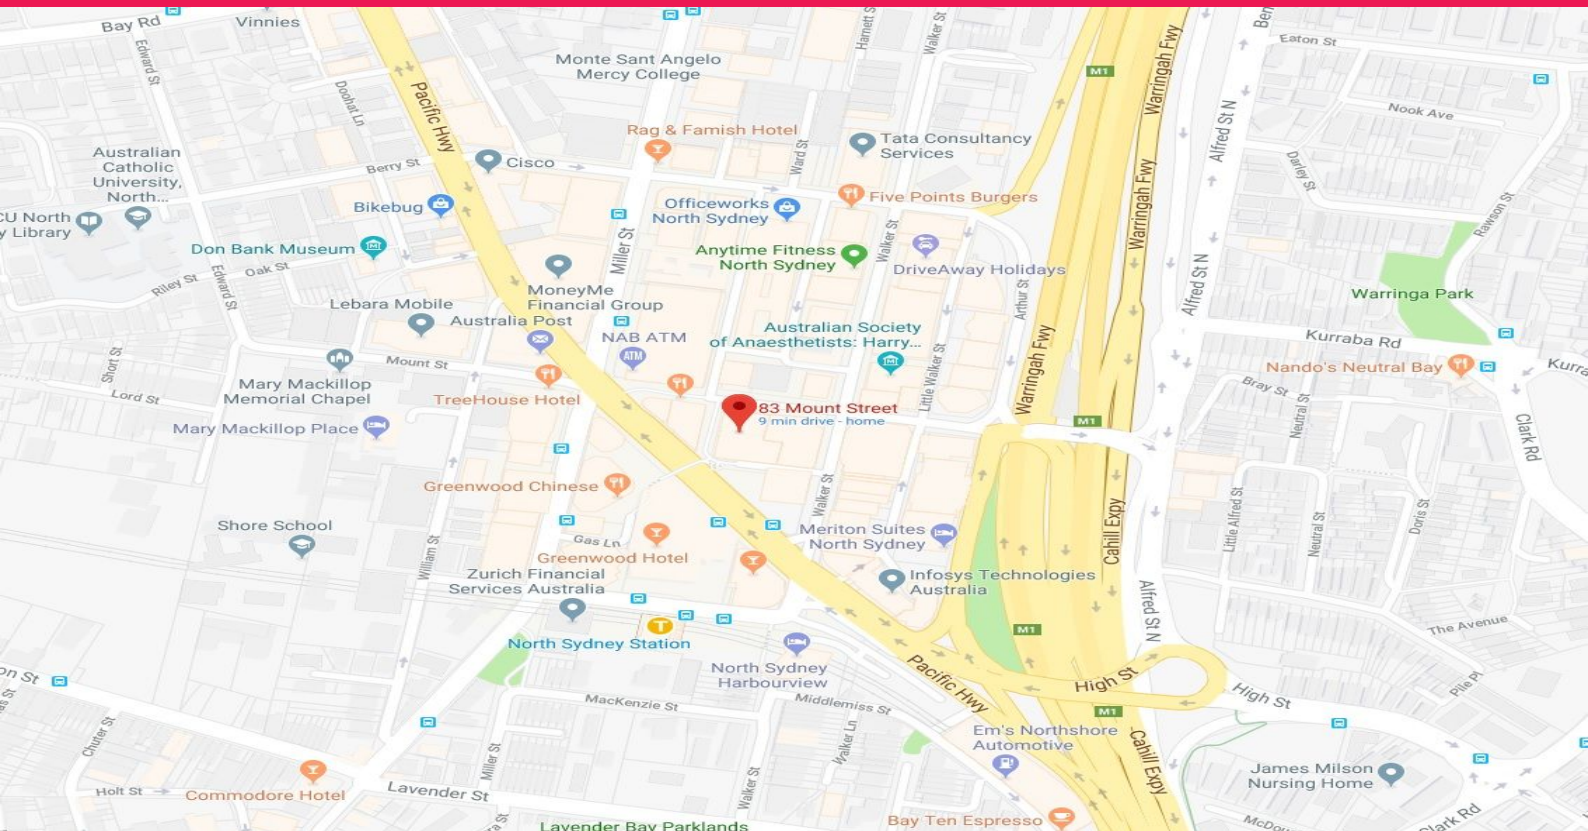 Bay Rd
Vinnies
Edward St
Doohat Ln
Pacific Hwy
Monte Sant Angelo
Mercy College
Harnett S
Walker St
M1
Warringah Fwy
Ben
Eaton St
Nook Ave
Alfred St N
Darley St
Rawson St
Australian
Catholic
University,
North...
Berry St
Cisco
Rag & Famish Hotel
Ward St
Tata Consultancy
Services
CU North
y Library
Bikebug
Officeworks
North Sydney
Five Points Burgers
Warringah Fwy
Don Bank Museum
Oak St
Riley St
Edward St
Miller St
Anytime Fitness
North Sydney
Walker St
DriveAway Holidays
Arthur St
Alfred St N
Warringa Park
MoneyMe
Financial Group
Lebara Mobile
Australia Post
NAB ATM
ATM
Australian Society
of Anaesthetists: Harry...
Kurraba Rd
Kurra
Short St
Mount St
Mary Mackillop
Memorial Chapel
Lord St
TreeHouse Hotel
Little Walker St
Warringah Fwy
Nando's Neutral Bay
Bray St
Neutral St
83 Mount Street
9 min drive - home
M1
Clark Rd
Mary Mackillop Place
Greenwood Chinese
Walker St
Little Alfred St
Neutral St
Doris St
Cahill Expy
Shore School
William St
Gas Ln
Greenwood Hotel
Meriton Suites
North Sydney
Zurich Financial
Services Australia
Infosys Technologies
Australia
Alfred St N
The Avenue
M1
T
North Sydney Station
North Sydney
Harbourview
Pacific Hwy
High St
High St
Pile Pl
on St
MacKenzie St
Middlemiss St
M1
Chuter St
Miller St
Walker Ln
Em's Northshore
Automotive
Cahill Expy
James Milson
Nursing Home
Holt St
Commodore Hotel
Lavender St
Walker St
Bay Ten Espresso
Lavender Bay Parklands
Clark Rd